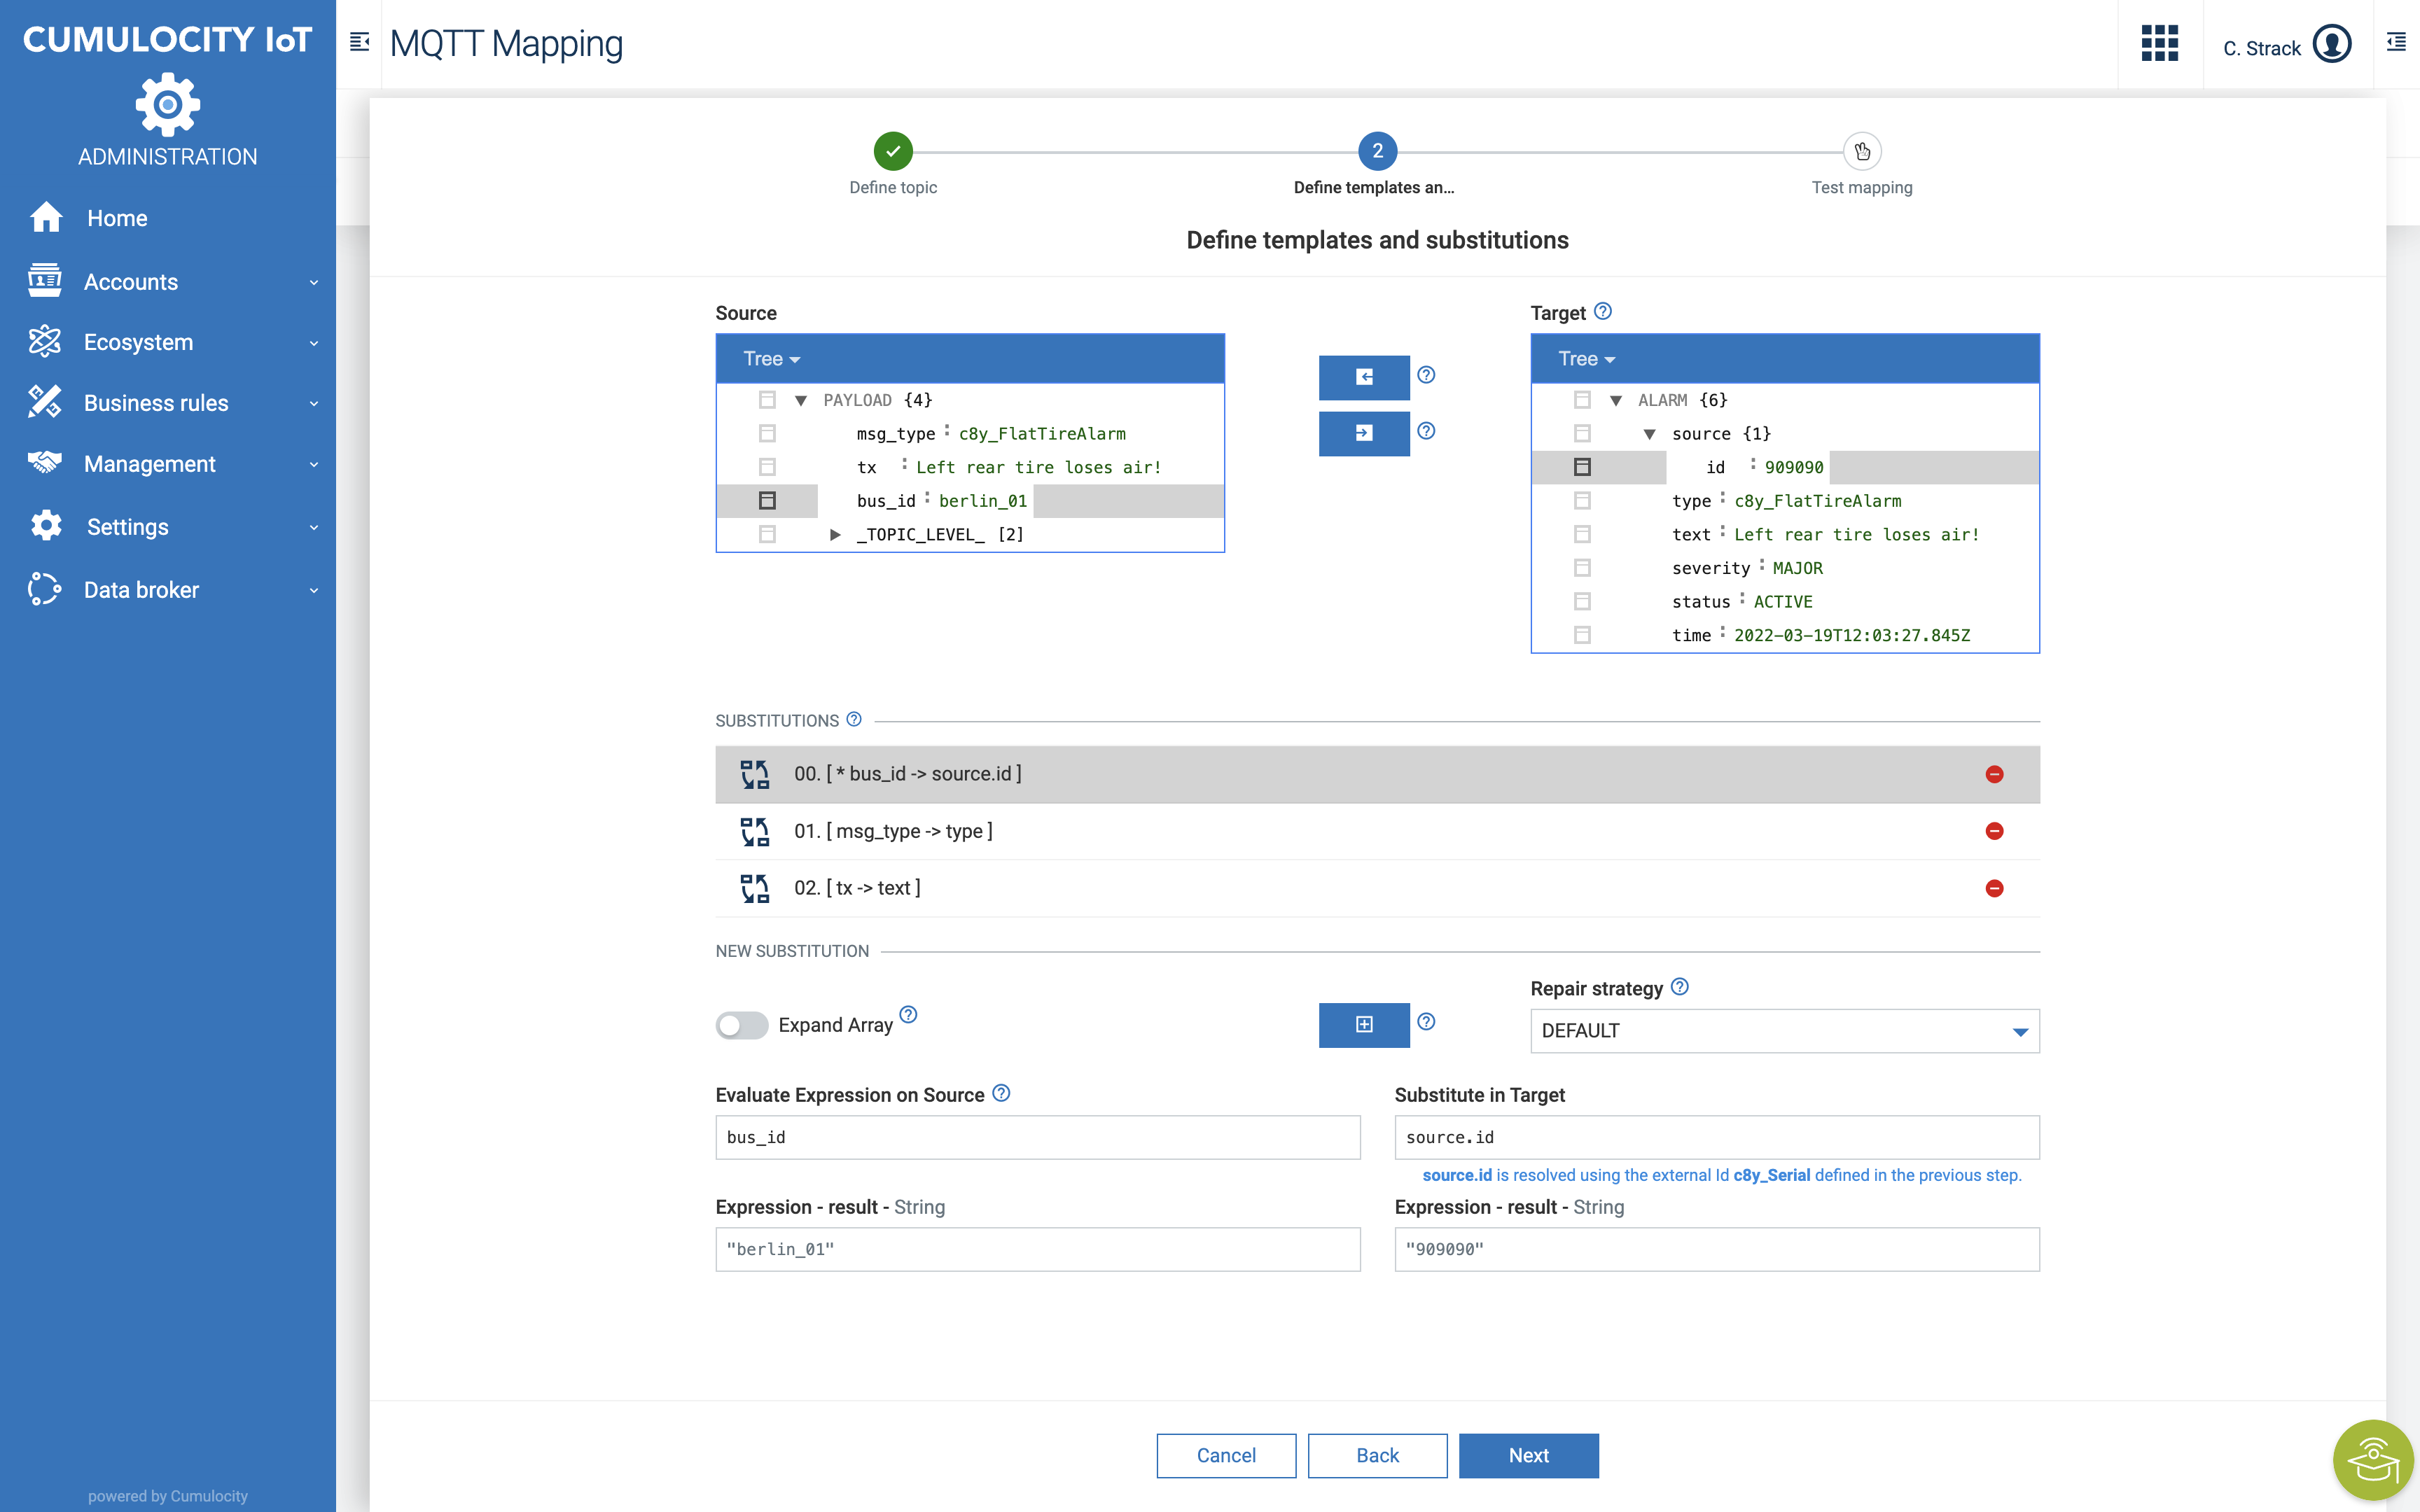 CUMULOCITY IoT
ADMINISTRATION
Home
Accounts
Ecosystem
Business rules
Management
Settings
Data broker
powered by Cumulocity
MQTT Mapping
C. Strack
2
Define topic
Define templates an...
Test mapping
Define templates and substitutions
Source
Tree
PAYLOAD {4}
msg_type : c8y_FlatTireAlarm
tx : Left rear tire loses air!
bus_id : berlin_01
_TOPIC_LEVEL_ [2]
Target
Tree
ALARM {6}
source {1}
id : 909090
type : c8y_FlatTireAlarm
text : Left rear tire loses air!
severity : MAJOR
status : ACTIVE
time : 2022-03-19T12:03:27.845Z
SUBSTITUTIONS
00. [ * bus_id -> source.id ]
01. [ msg_type -> type ]
02. [ tx -> text ]
NEW SUBSTITUTION
Expand Array
Repair strategy
DEFAULT
Evaluate Expression on Source
bus_id
Substitute in Target
source.id
source.id is resolved using the external Id c8y_Serial defined in the previous step.
Expression - result - String
"berlin_01"
Expression - result - String
"909090"
Cancel
Back
Next